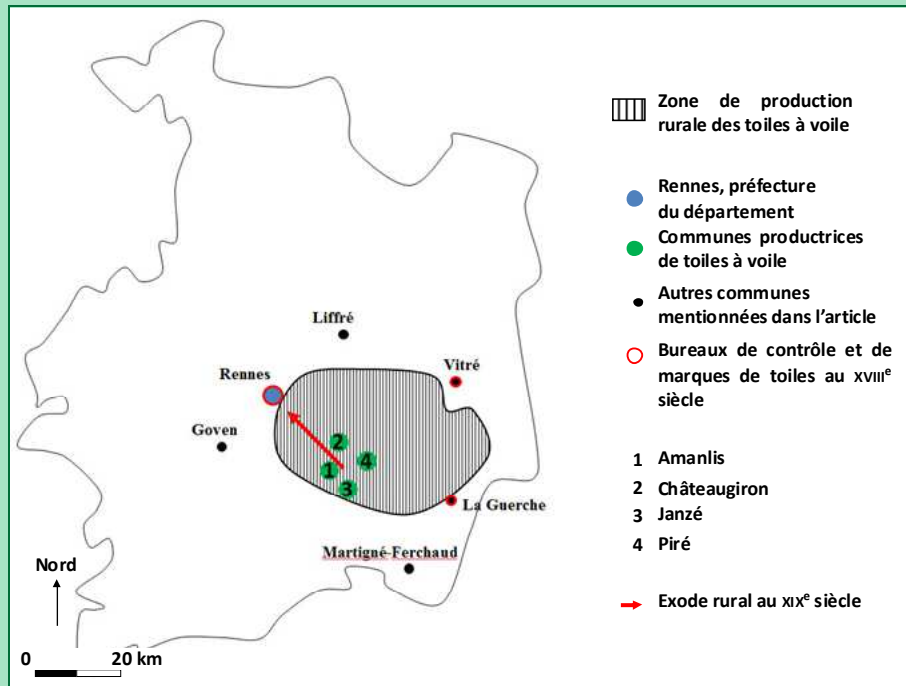 Liffré
Rennes
Vitré
Goven
2
4
1
3
La Guerche
Martigné-Ferchaud
Nord
0 20 km
Zone de production
rurale des toiles à voile
Rennes, préfecture
du département
Communes productrices
de toiles à voile
Autres communes
mentionnées dans l'article
Bureaux de contrôle et de
marques de toiles au XVIIIe
siècle
1 Amanlis
2 Châteaugiron
3 Janzé
4 Piré
Exode rural au XIXe siècle